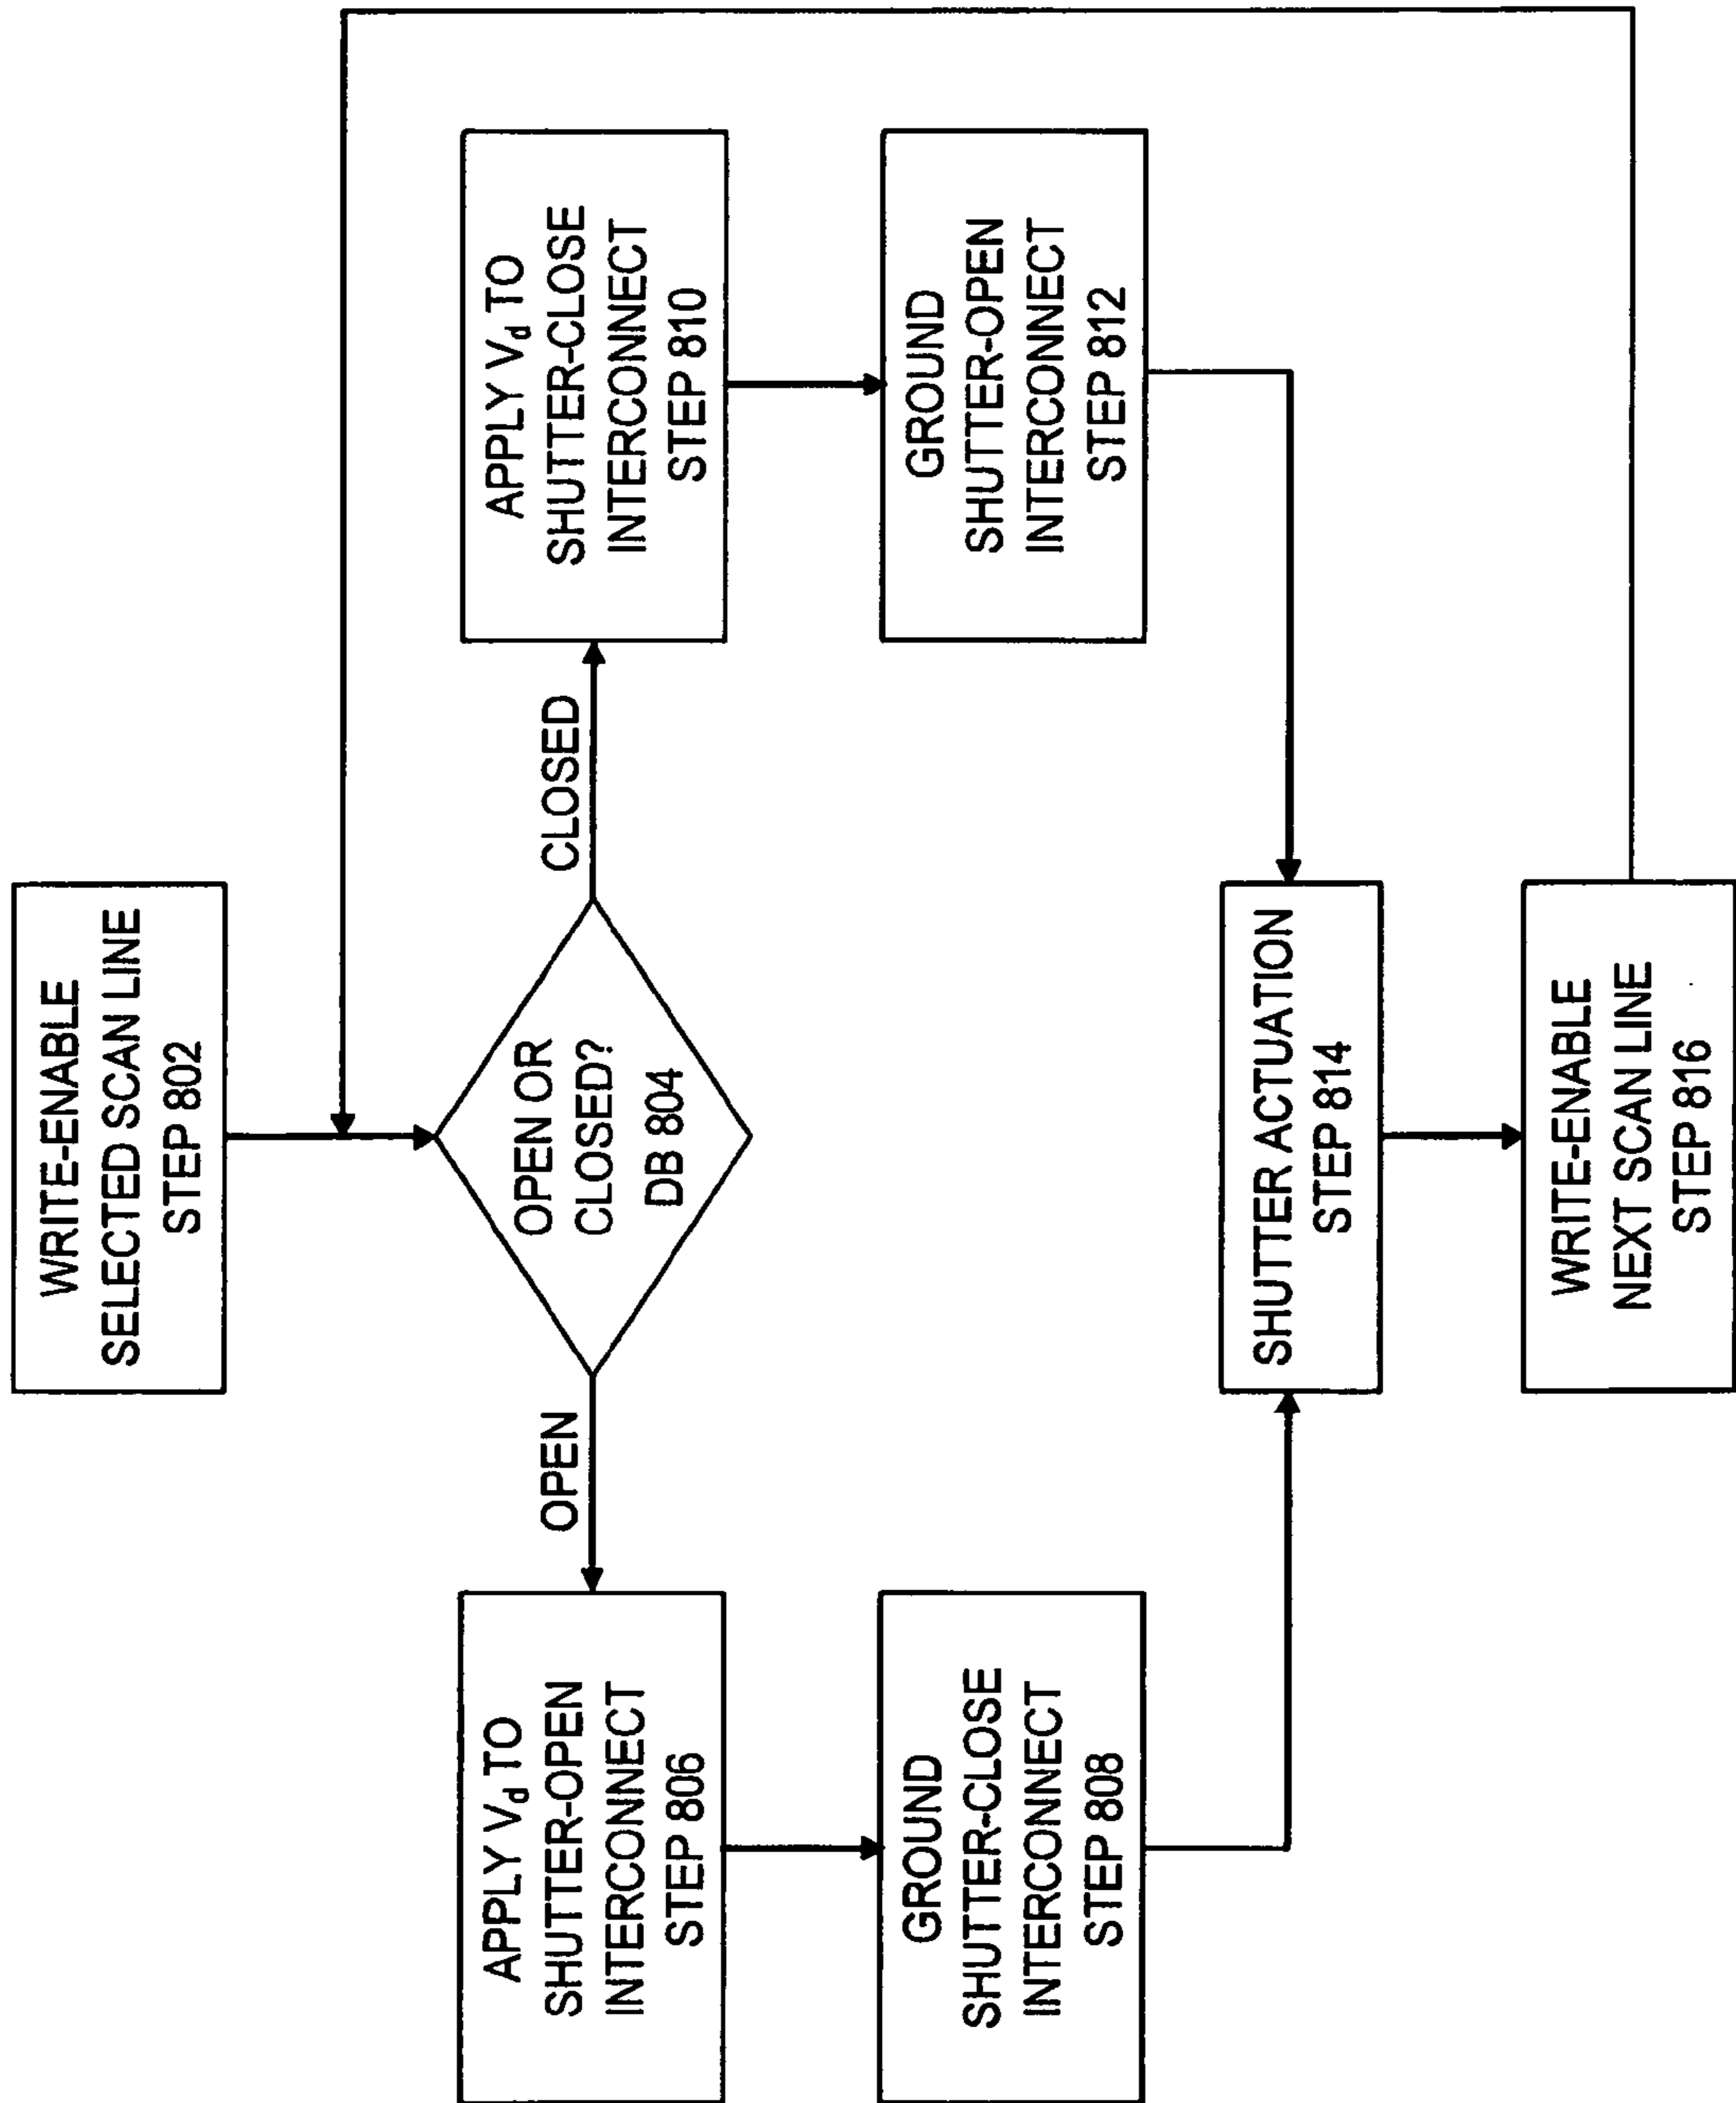 WRITE-ENABLE
SELECTED SCAN LINE
STEP 802
OPEN OR
CLOSED?
DB 804
OPEN
CLOSED
APPLY Vd TO
SHUTTER-OPEN
INTERCONNECT
STEP 806
GROUND
SHUTTER-CLOSE
INTERCONNECT
STEP 808
APPLY Vd TO
SHUTTER-CLOSE
INTERCONNECT
STEP 810
GROUND
SHUTTER-OPEN
INTERCONNECT
STEP 812
SHUTTER ACTUATION
STEP 814
WRITE-ENABLE
NEXT SCAN LINE
STEP 816